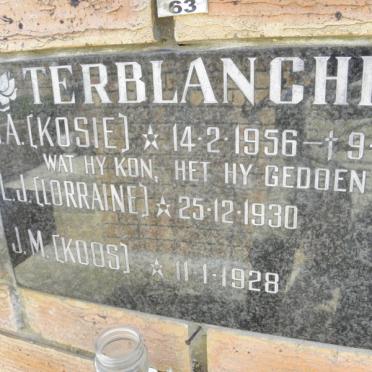 63
TERBLANCHE
.A. (KOSIE) ☆ 14·2·1956 – † 9-
WAT HY KON, HET HY GEDOEN
L.J. (LORRAINE) ☆ 25·12·1930
J.M. (KOOS) ☆ 11·1·1928